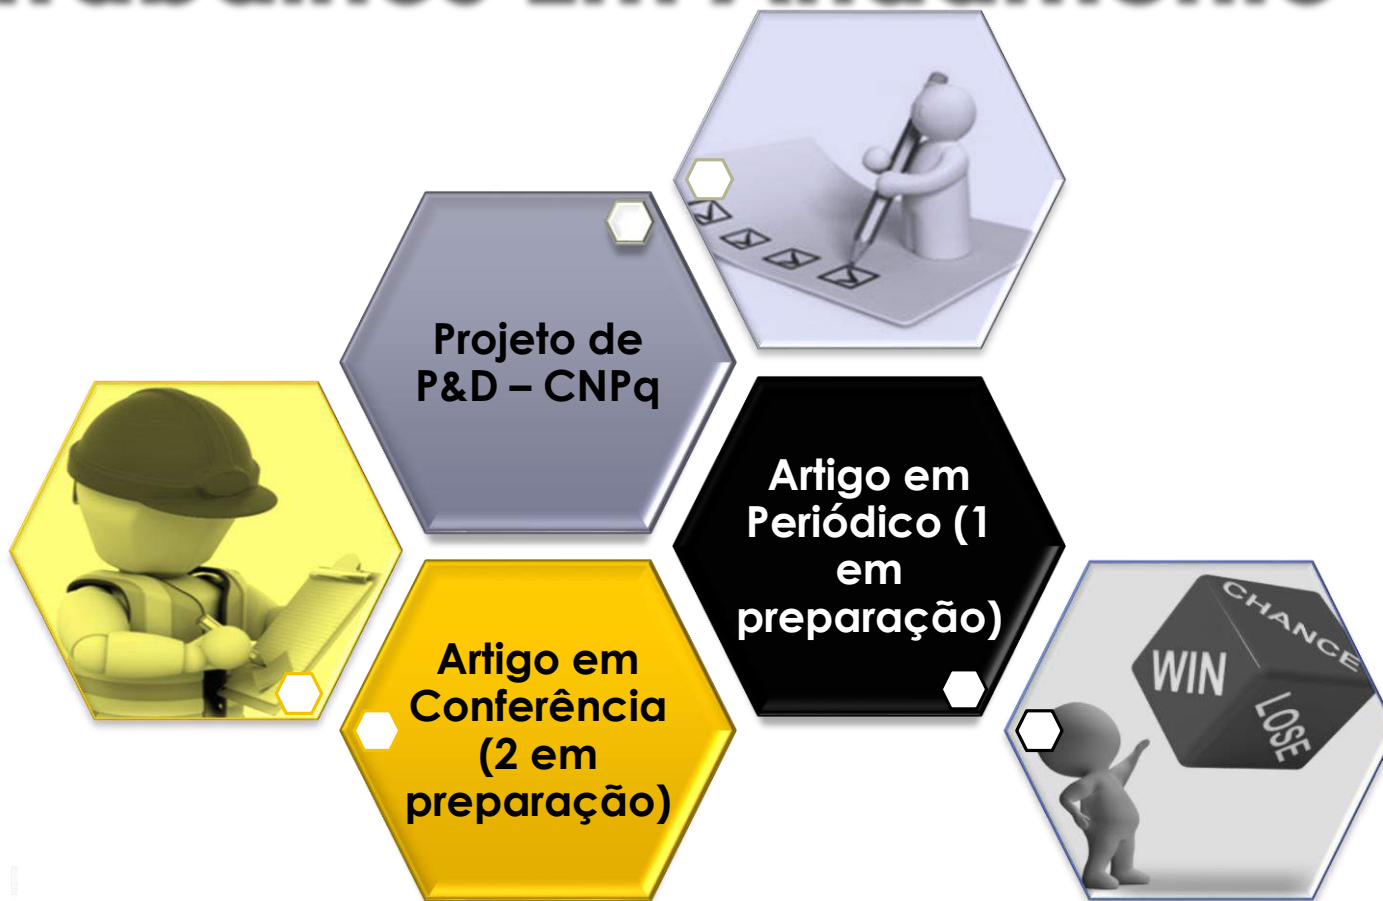 Projeto de
P&D – CNPq
Artigo em
Periódico (1
em
preparação)
Artigo em
Conferência
(2 em
preparação)
CHANCE
WIN
LOSE